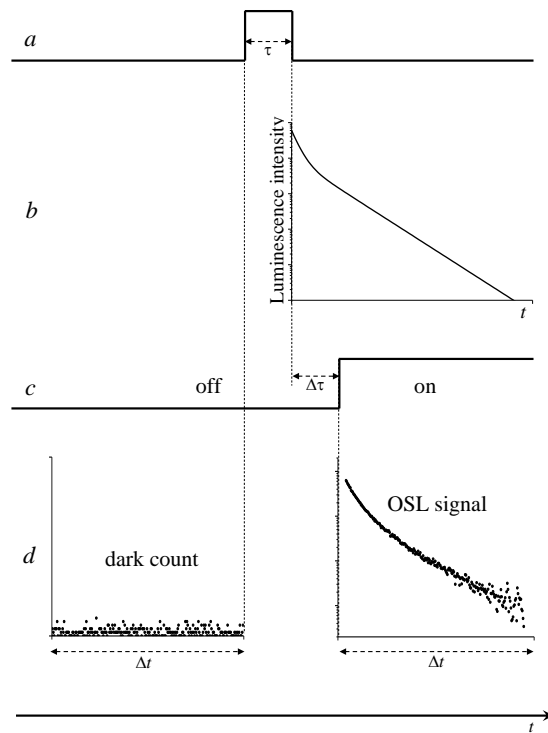 a
τ
b
Luminescence intensity
t
Δτ
c
off
on
OSL signal
d
dark count
Δt
Δt
t